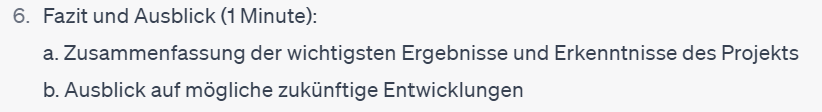 6. Fazit und Ausblick (1 Minute):
a. Zusammenfassung der wichtigsten Ergebnisse und Erkenntnisse des Projekts
b. Ausblick auf mögliche zukünftige Entwicklungen